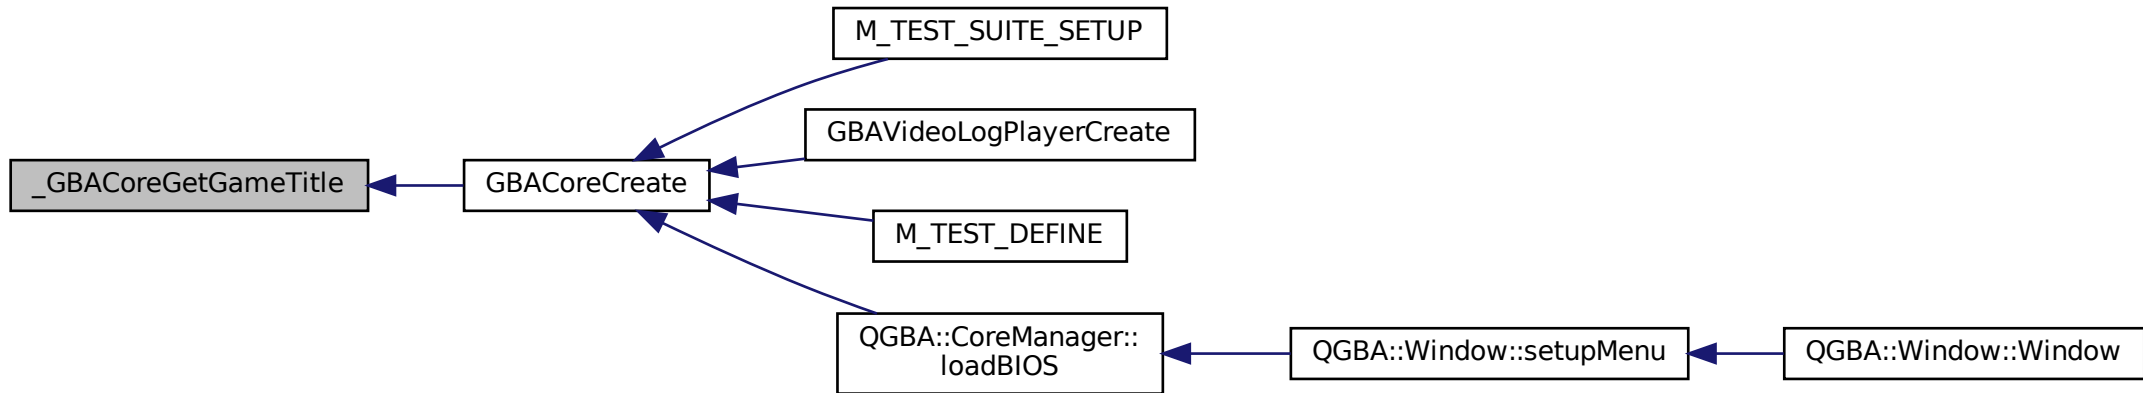 M_TEST_SUITE_SETUP
GBAVideoLogPlayerCreate
_GBACoreGetGameTitle
GBACoreCreate
M_TEST_DEFINE
QGBA::CoreManager::
loadBIOS
QGBA::Window::setupMenu
QGBA::Window::Window